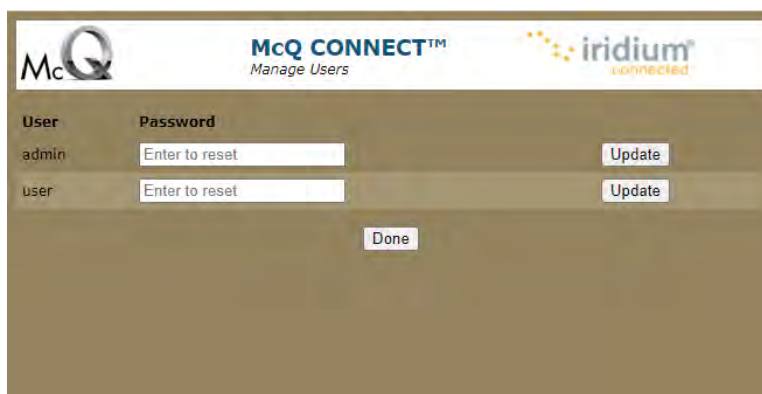 McQ
McQ CONNECT™
Manage Users
iridium®
connected
User Password
admin Enter to reset Update
user Enter to reset Update
Done